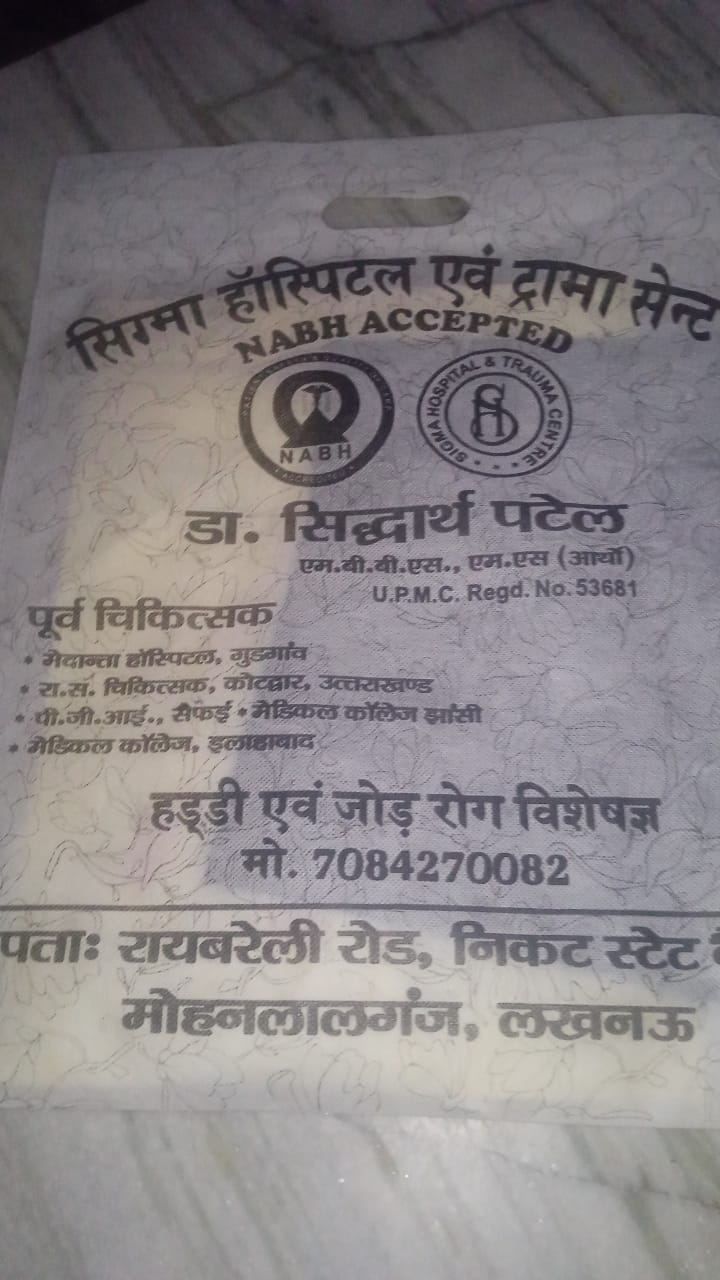 सिग्मा हॉस्पिटल एवं ट्रामा सेन्ट
NABH ACCEPTED
NABH
SIGMA HOSPITAL & TRAUMA CENTRE
डा. सिद्धार्थ पटेल
एम.बी.बी.एस., एम.एस (आर्थो)
U.P.M.C. Regd. No. 53681
पूर्व चिकित्सक
• मेदान्ता हॉस्पिटल, गुडगांव
• रा.स. चिकित्सक, कोटद्वार, उत्तराखण्ड
• पी.जी.आई., सैफई • मेडिकल कॉलेज झांसी
• मेडिकल कॉलेज, इलाहाबाद
हड्डी एवं जोड़ रोग विशेषज्ञ
मो. 7084270082
पताः रायबरेली रोड, निकट स्टेट
मोहनलालगंज, लखनऊ